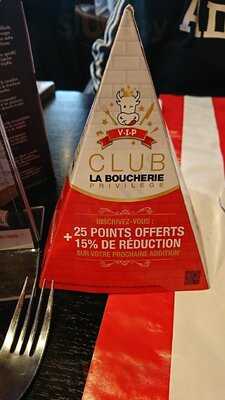 V·I·P
CLUB
LA BOUCHERIE
PRIVILÈGE
INSCRIVEZ-VOUS :
+ 25 POINTS OFFERTS
15% DE RÉDUCTION
SUR VOTRE PROCHAINE ADDITION*